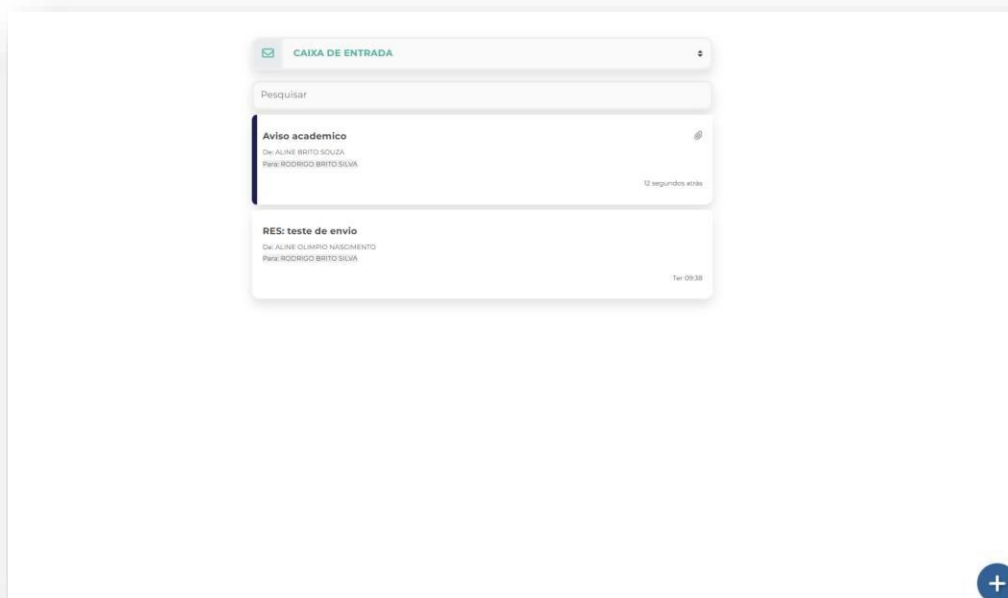 CAIXA DE ENTRADA
Pesquisar
Aviso academico
De: ALINE BRITO SOUZA
Para: RODRIGO BRITO SILVA
12 segundos atrás
RES: teste de envio
De: ALINE OLIMPIO NASCIMENTO
Para: RODRIGO BRITO SILVA
Ter 09:38